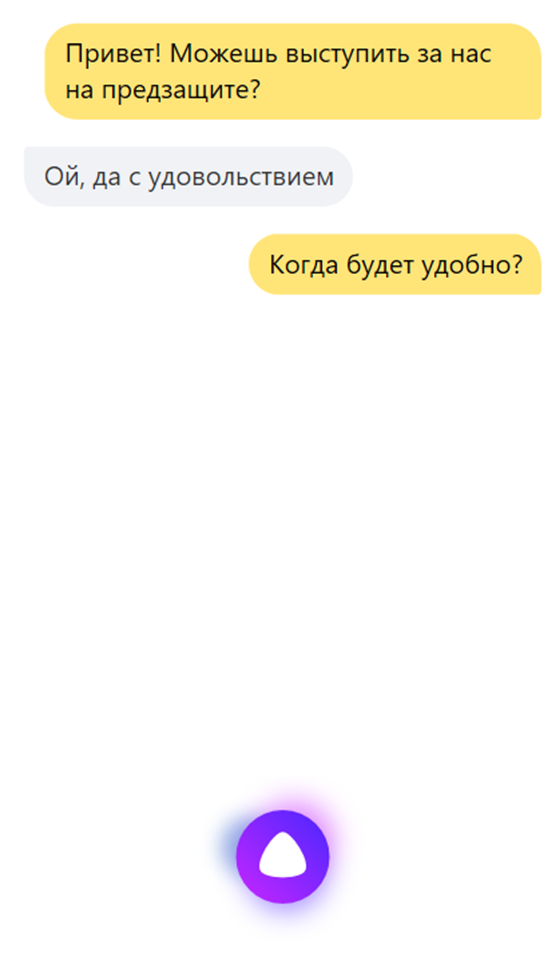 Привет! Можешь выступить за нас
на предзащите?
Ой, да с удовольствием
Когда будет удобно?